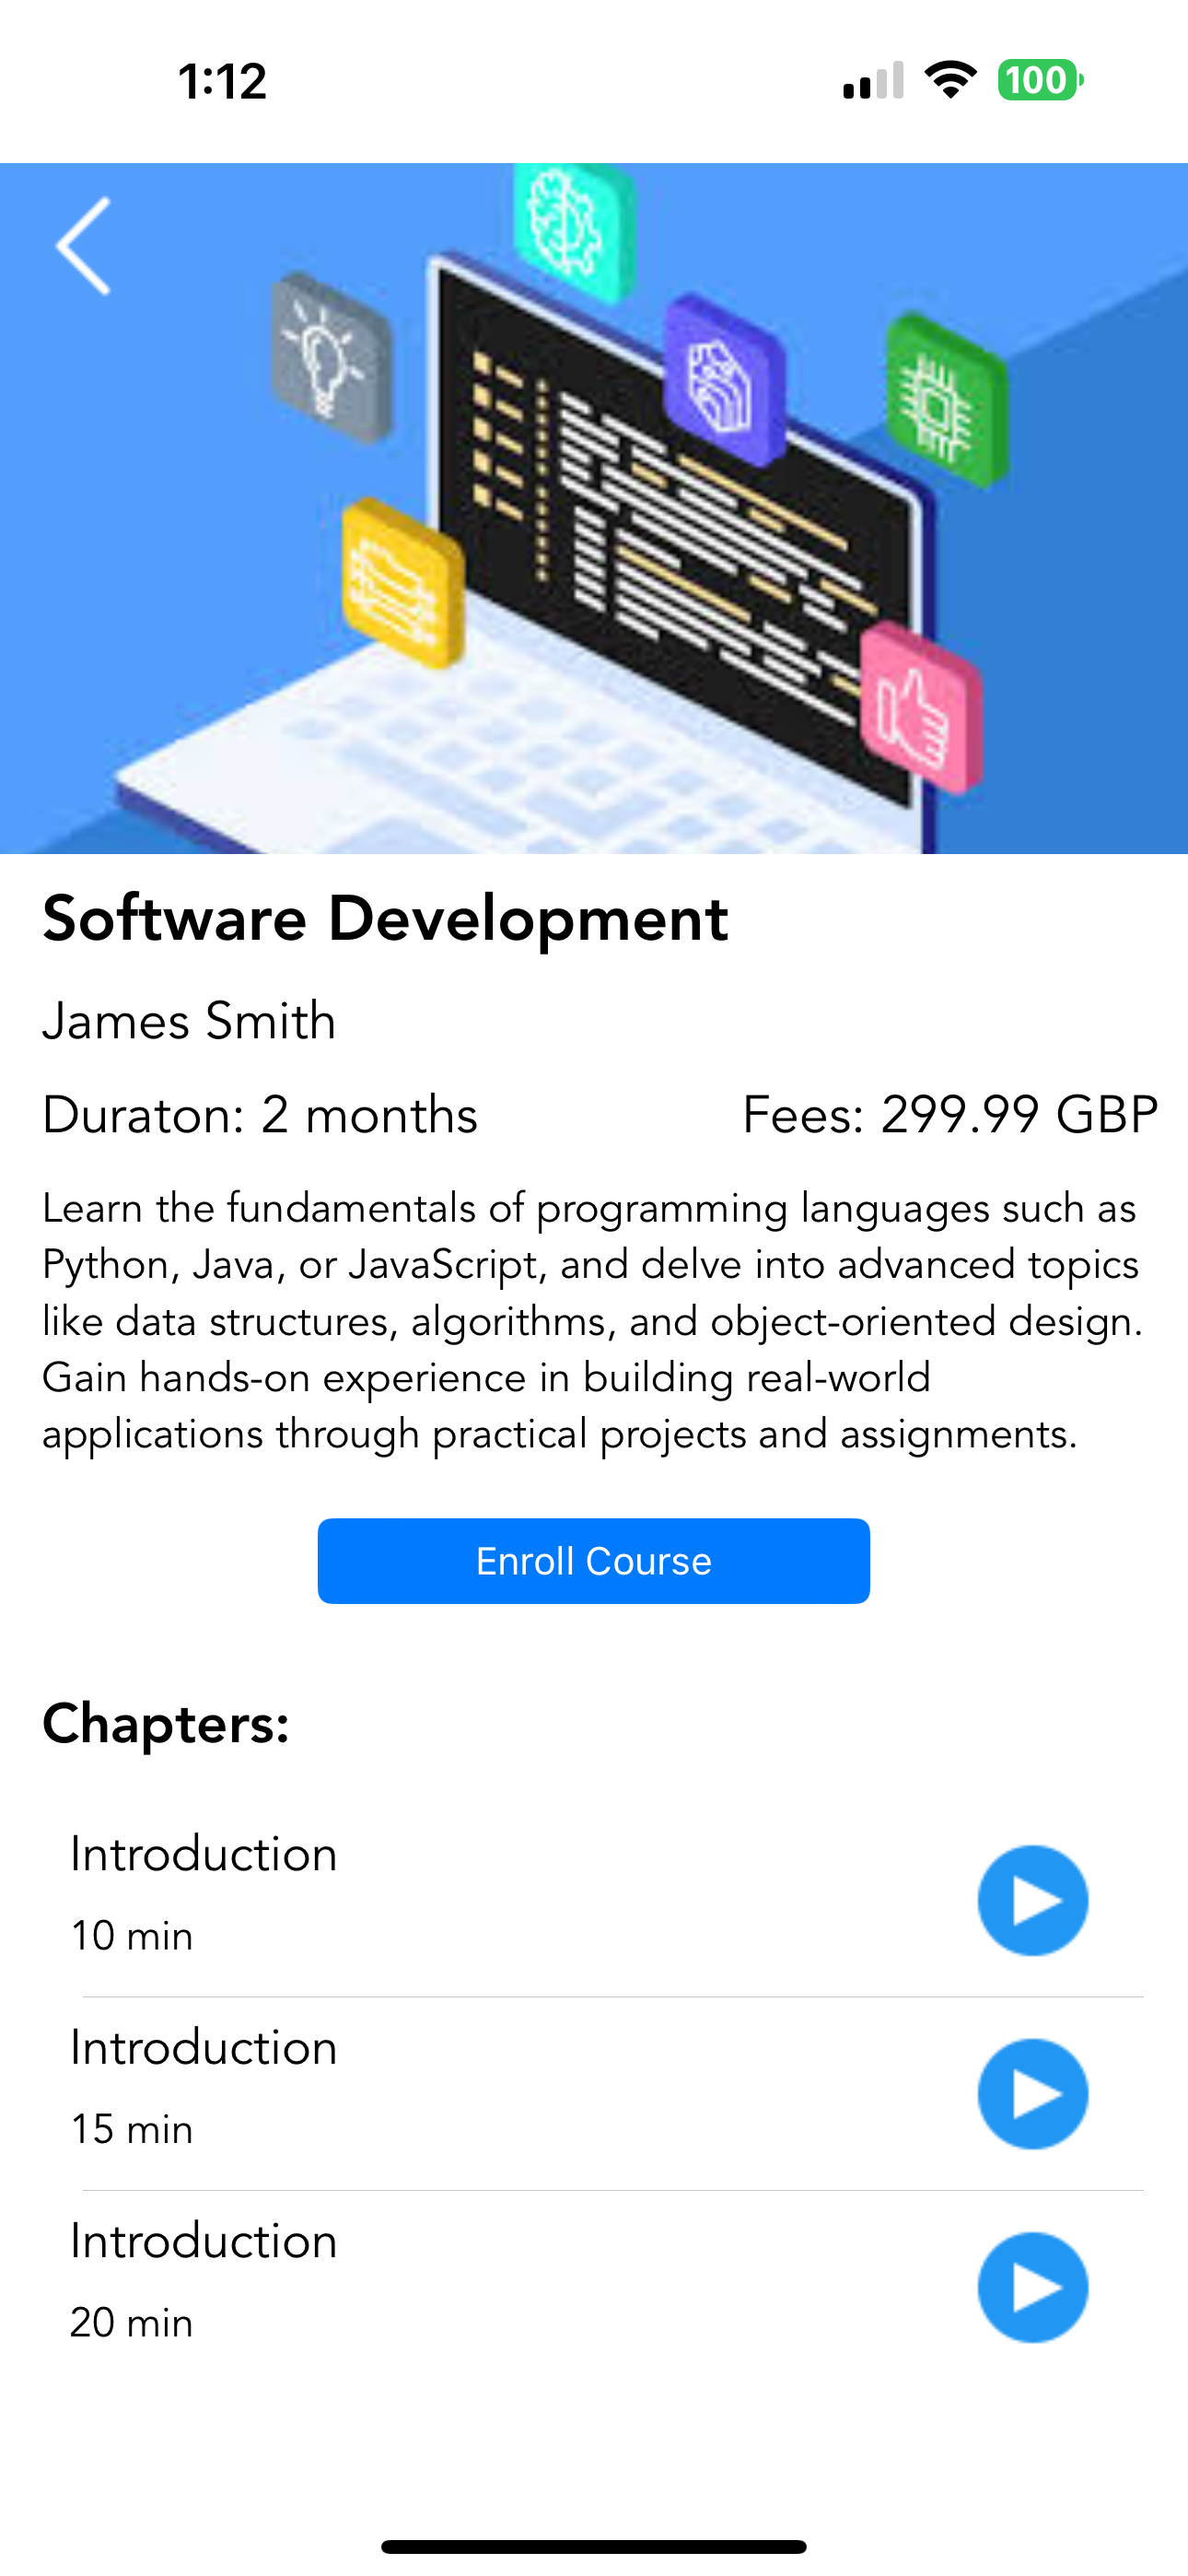 1:12
100
Software Development
James Smith
Duraton: 2 months
Fees: 299.99 GBP
Learn the fundamentals of programming languages such as
Python, Java, or JavaScript, and delve into advanced topics
like data structures, algorithms, and object-oriented design.
Gain hands-on experience in building real-world
applications through practical projects and assignments.
Enroll Course
Chapters:
Introduction
10 min
Introduction
15 min
Introduction
20 min